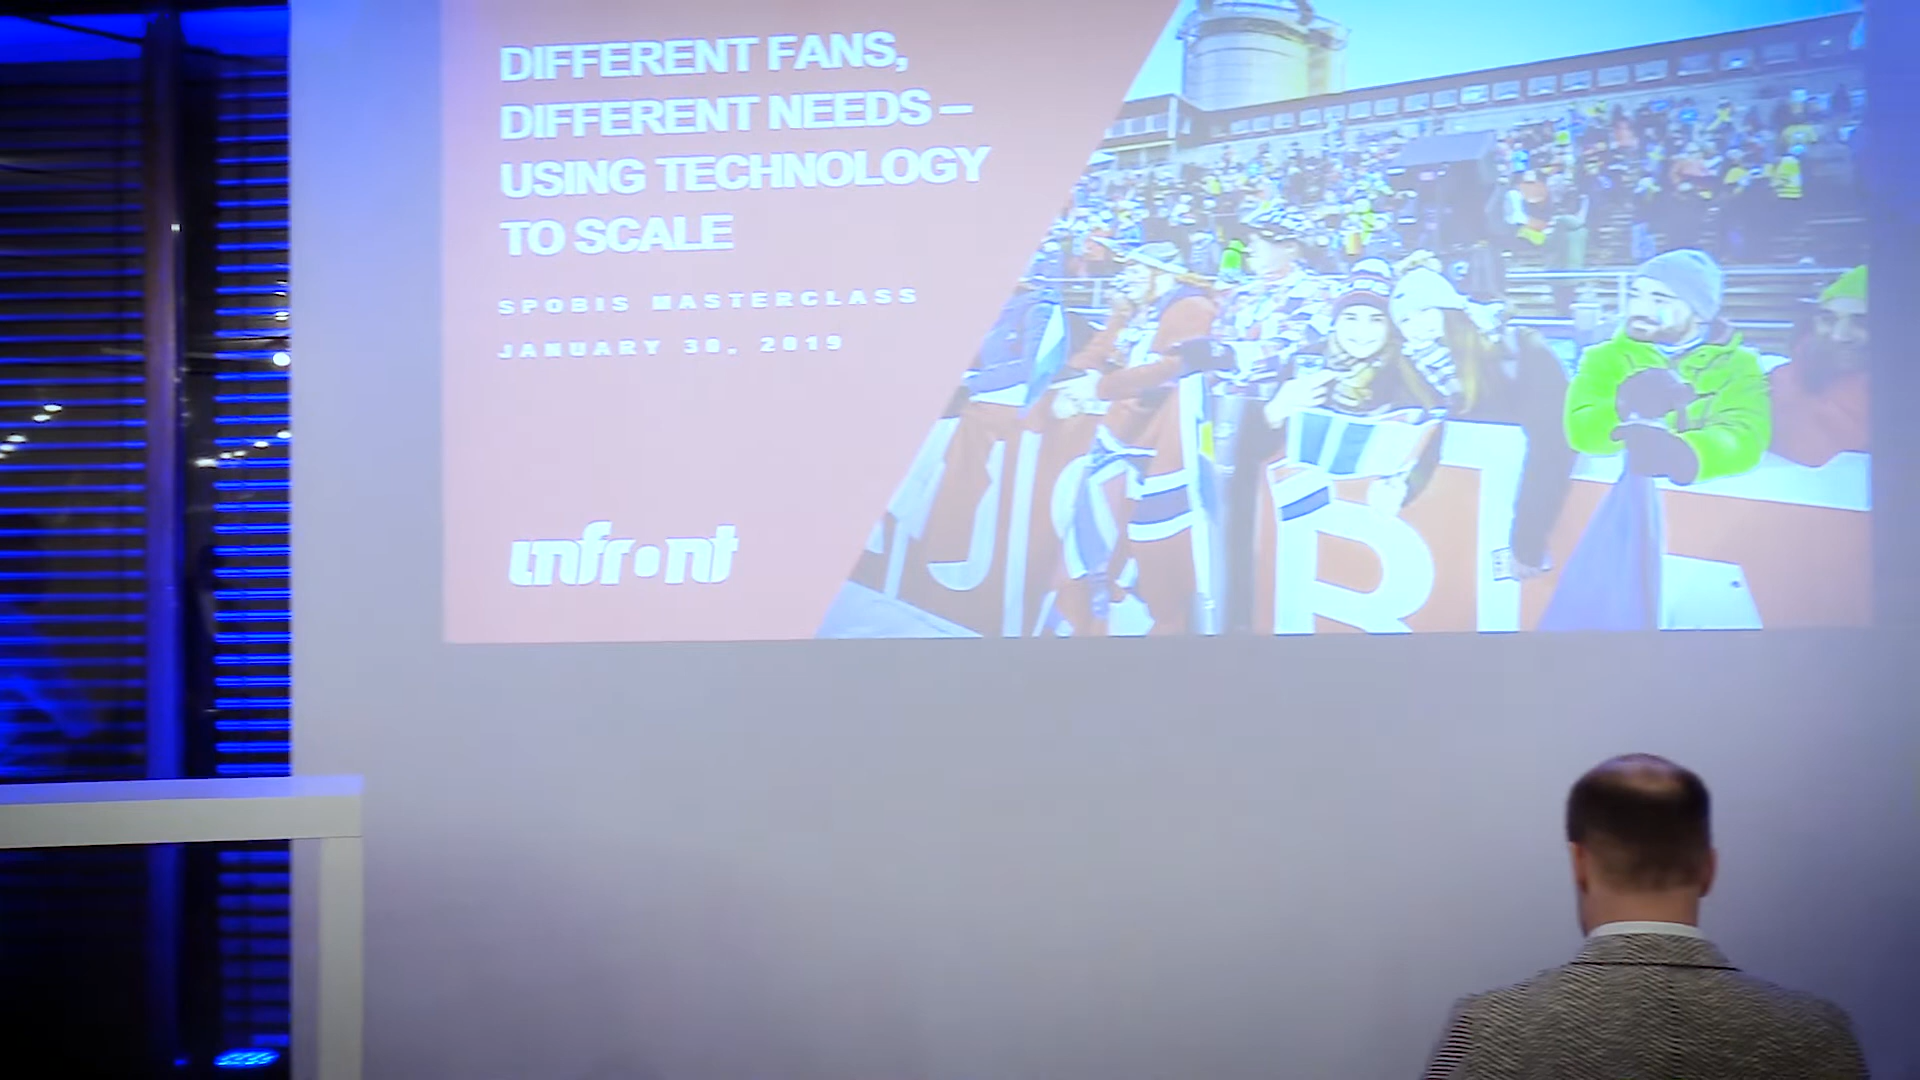 DIFFERENT FANS,
DIFFERENT NEEDS –
USING TECHNOLOGY
TO SCALE
SPOBIS MASTERCLASS
JANUARY 30, 2019
infront